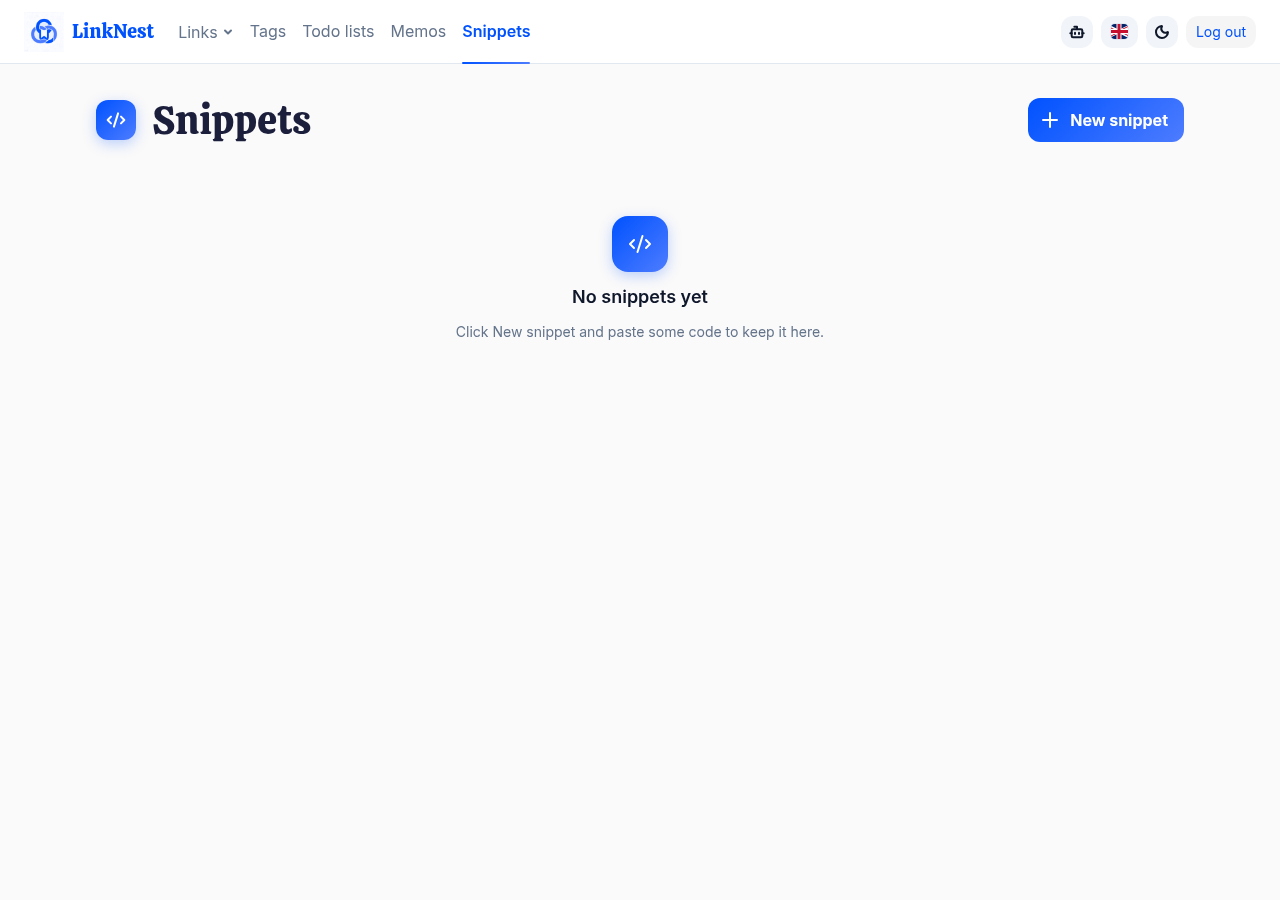 LinkNest
Links
Tags
Todo lists
Memos
Snippets
Log out
Snippets
New snippet
No snippets yet
Click New snippet and paste some code to keep it here.